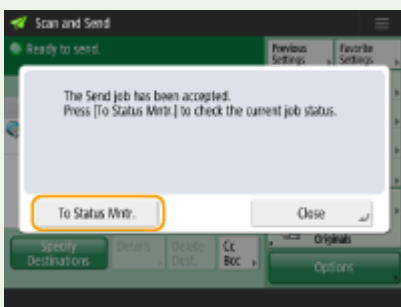 Scan and Send
Ready to send.
Previous
Settings
Favorite
Settings
The Send job has been accepted.
Press [To Status Mntr.] to check the current job status.
To Status Mntr.
Close
Specify
Destinations
Details
Delete
Dest.
Cc
Bcc
Originals
Options